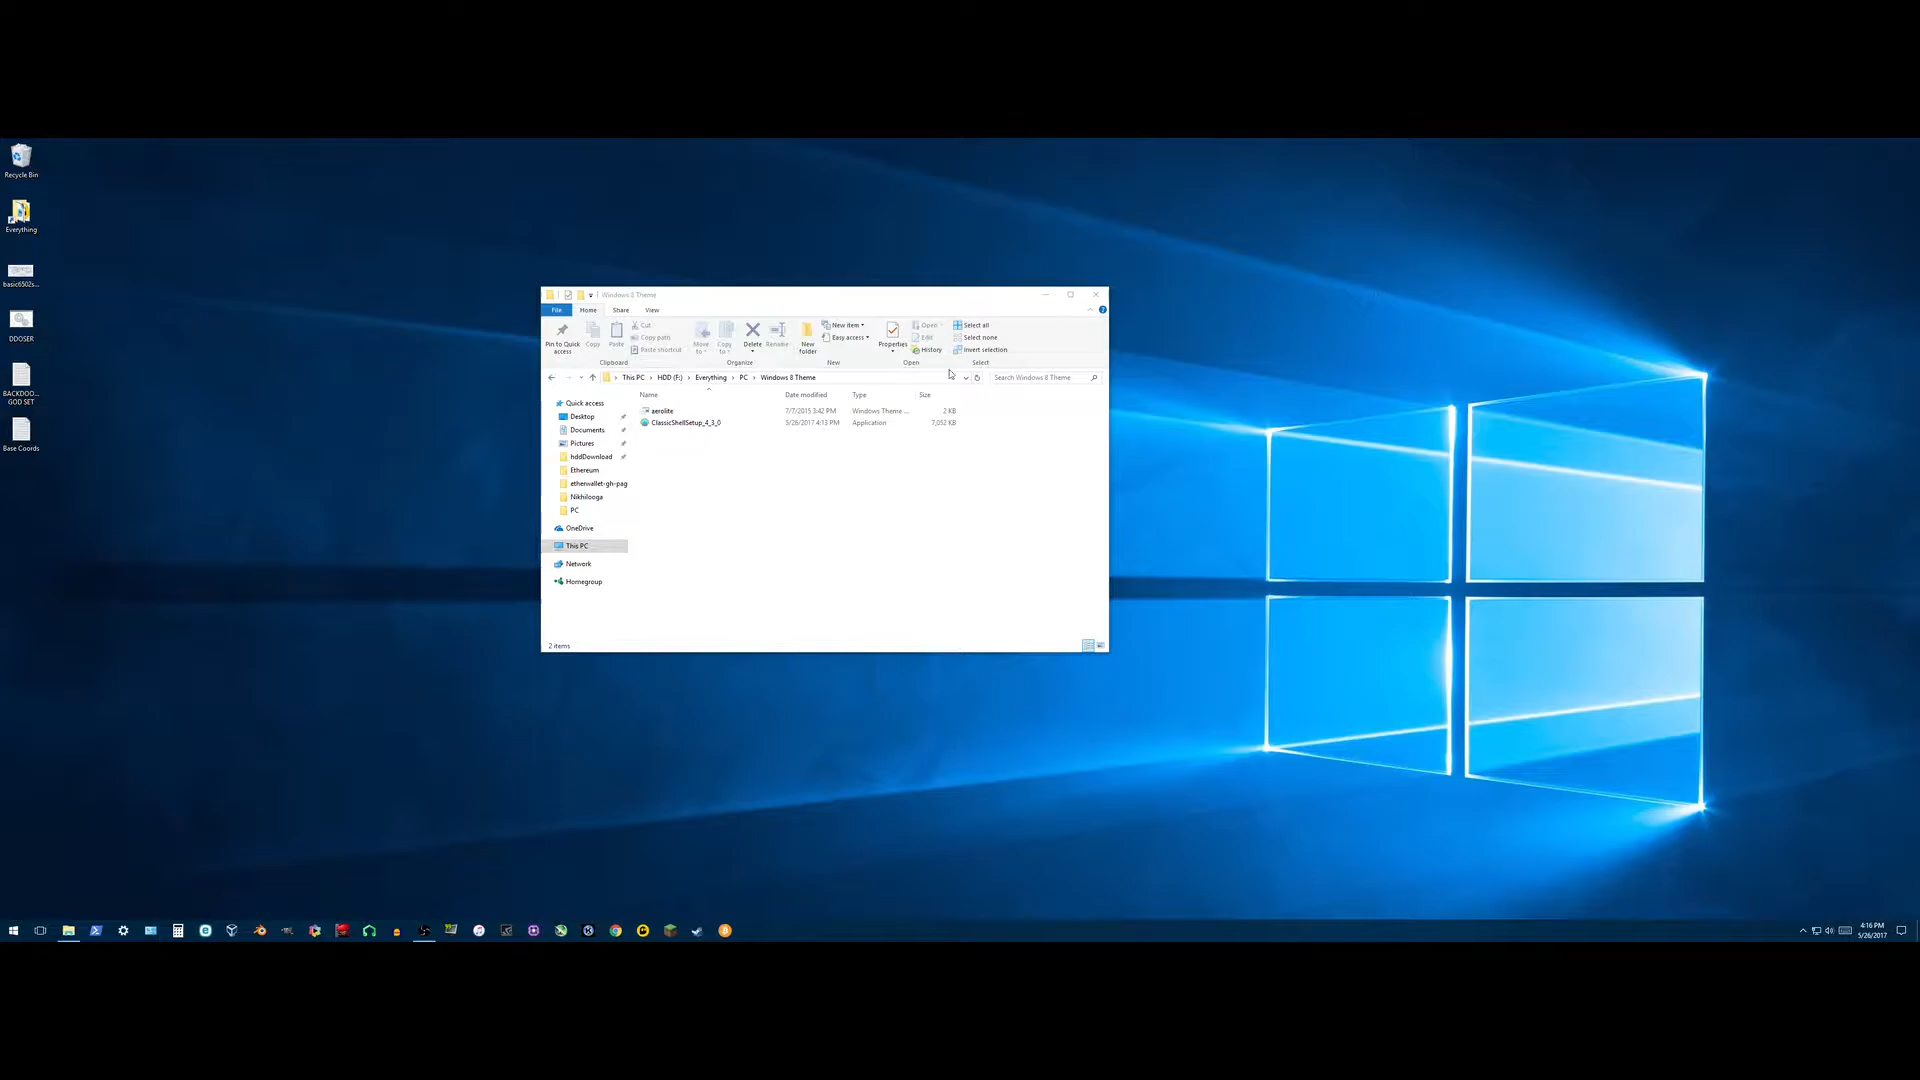 Recycle Bin
Everything
basic6502s...
DDOSER
BACKDOO...
GOD SET
Base Coords
Windows 8 Theme
File Home Share View
Pin to Quick access
Copy
Paste
Cut
Copy path
Paste shortcut
Clipboard
Move to
Copy to
Delete
Rename
Organize
New folder
New item
Easy access
New
Properties
Open
Edit
History
Open
Select all
Select none
Invert selection
Select
This PC HDD (F:) Everything PC Windows 8 Theme
Search Windows 8 Theme
Name Date modified Type Size
aerolite 7/7/2015 3:42 PM Windows Theme ... 2 KB
ClassicShellSetup_4_3_0 5/26/2017 4:13 PM Application 7,052 KB
Quick access
Desktop
Documents
Pictures
hddDownload
Ethereum
etherwallet-gh-pag
Nikhilooga
PC
OneDrive
This PC
Network
Homegroup
2 items
4:16 PM
5/26/2017